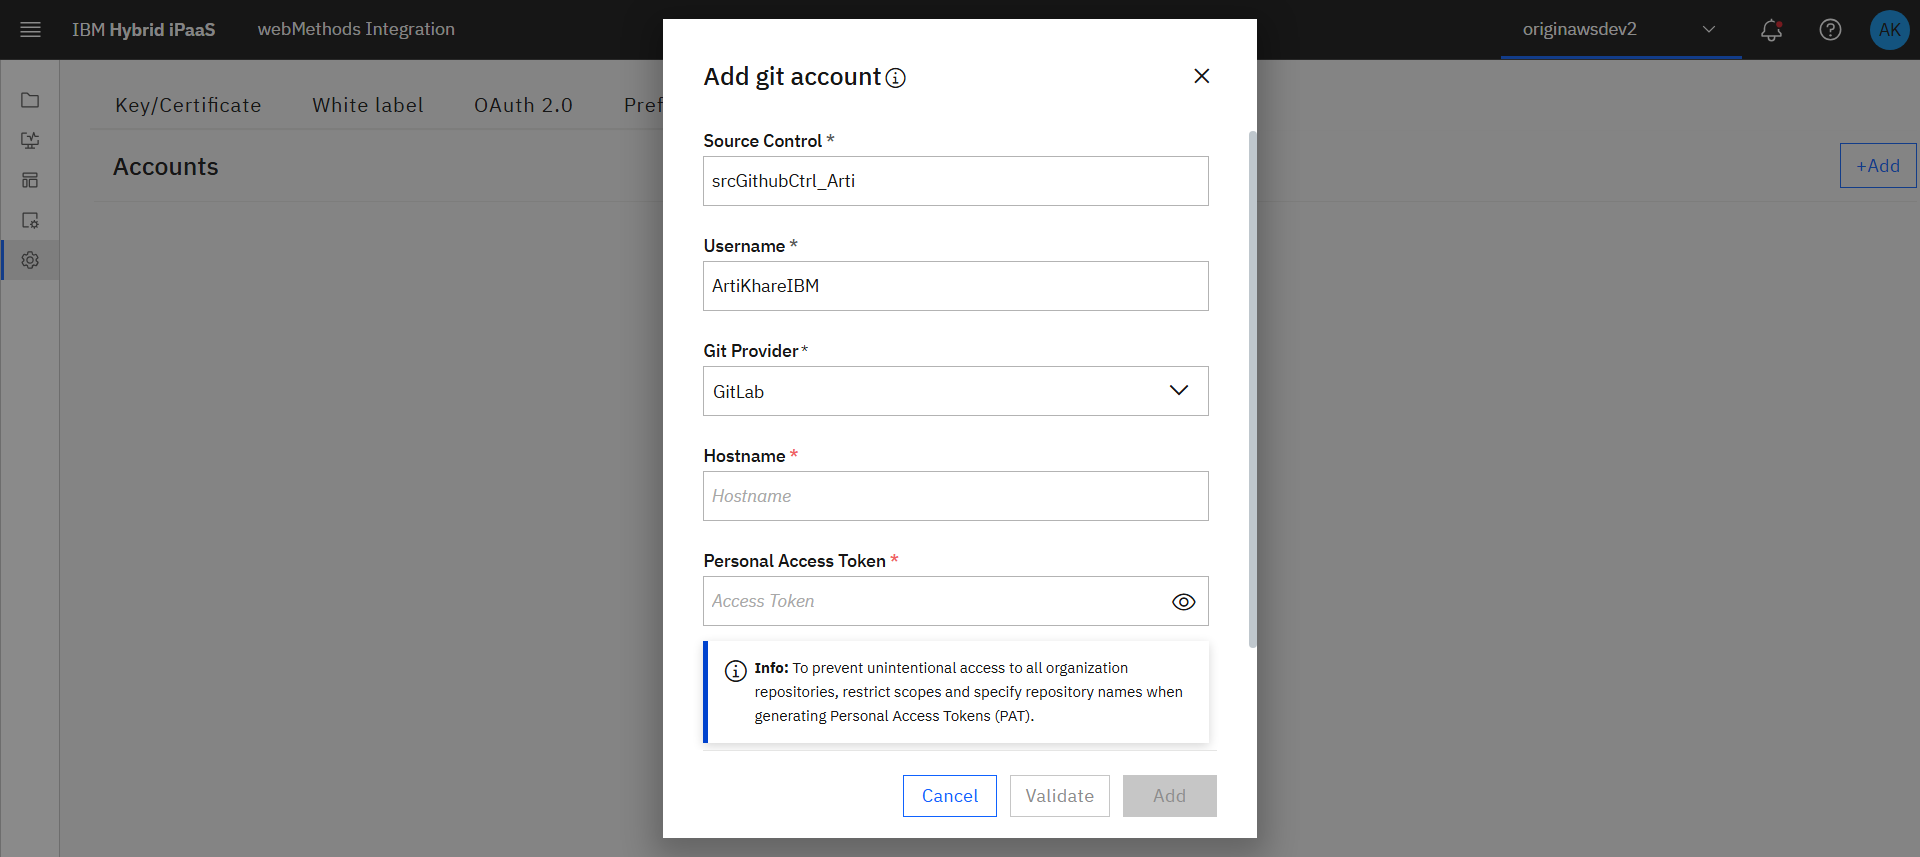 IBM Hybrid iPaaS webMethods Integration originawsdev2 AK
Key/Certificate White label OAuth 2.0 Pref
Accounts
+Add
Add git account
Source Control *
srcGithubCtrl_Arti
Username *
ArtiKhareIBM
Git Provider*
GitLab
Hostname *
Hostname
Personal Access Token *
Access Token
Info: To prevent unintentional access to all organization
repositories, restrict scopes and specify repository names when
generating Personal Access Tokens (PAT).
Cancel Validate Add